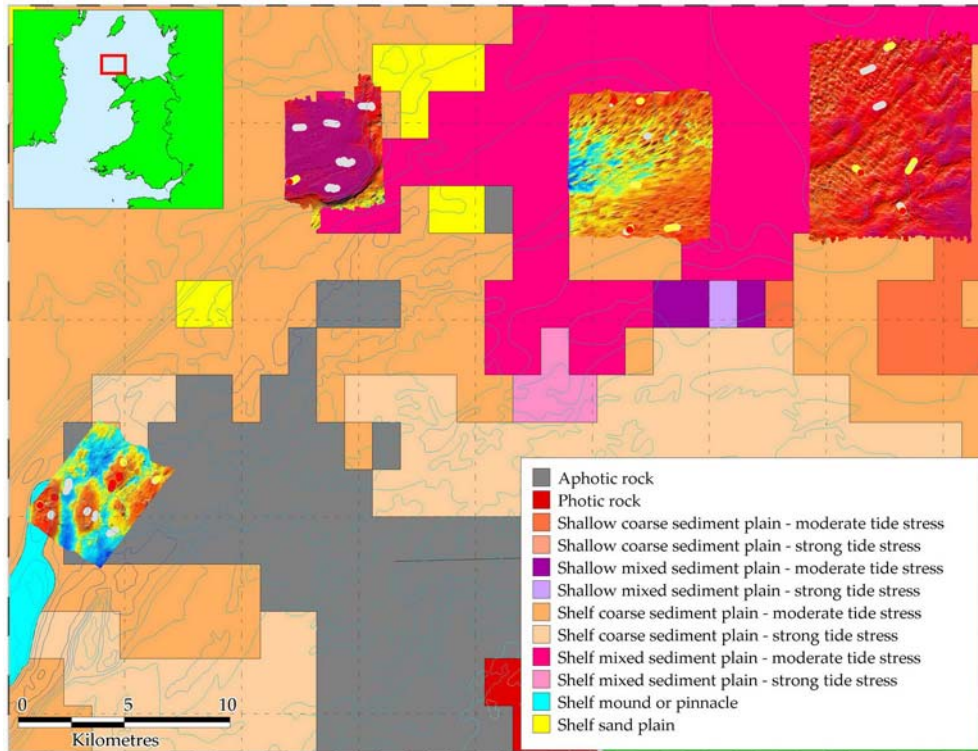 Aphotic rock
Photic rock
Shallow coarse sediment plain - moderate tide stress
Shallow coarse sediment plain - strong tide stress
Shallow mixed sediment plain - moderate tide stress
Shallow mixed sediment plain - strong tide stress
Shelf coarse sediment plain - moderate tide stress
Shelf coarse sediment plain - strong tide stress
Shelf mixed sediment plain - moderate tide stress
Shelf mixed sediment plain - strong tide stress
Shelf mound or pinnacle
Shelf sand plain
0 5 10
Kilometres